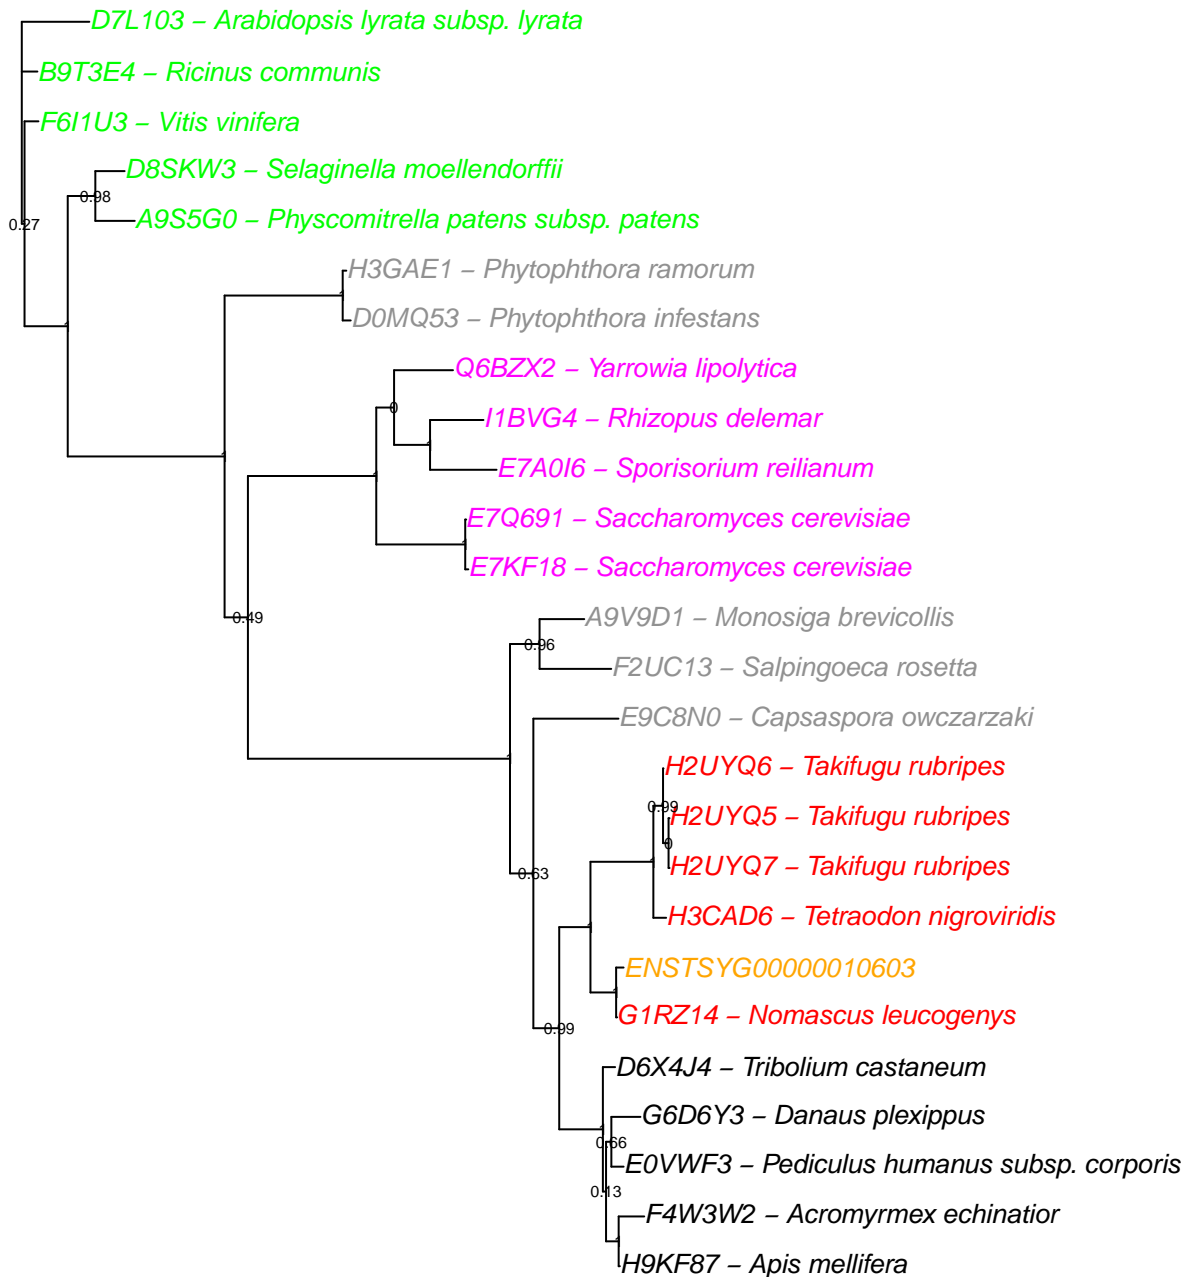 D7L103 – Arabidopsis lyrata subsp. lyrata
B9T3E4 – Ricinus communis
F6I1U3 – Vitis vinifera
D8SKW3 – Selaginella moellendorffii
0.98
A9S5G0 – Physcomitrella patens subsp. patens
0.27
H3GAE1 – Phytophthora ramorum
D0MQ53 – Phytophthora infestans
Q6BZX2 – Yarrowia lipolytica
0
I1BVG4 – Rhizopus delemar
E7A0I6 – Sporisorium reilianum
E7Q691 – Saccharomyces cerevisiae
E7KF18 – Saccharomyces cerevisiae
0.49
A9V9D1 – Monosiga brevicollis
0.96
F2UC13 – Salpingoeca rosetta
E9C8N0 – Capsaspora owczarzaki
H2UYQ6 – Takifugu rubripes
0.99
H2UYQ5 – Takifugu rubripes
0
H2UYQ7 – Takifugu rubripes
0.63
H3CAD6 – Tetraodon nigroviridis
ENSTSYG00000010603
G1RZ14 – Nomascus leucogenys
0.99
D6X4J4 – Tribolium castaneum
G6D6Y3 – Danaus plexippus
0.66
E0VWF3 – Pediculus humanus subsp. corporis
0.13
F4W3W2 – Acromyrmex echinatior
H9KF87 – Apis mellifera